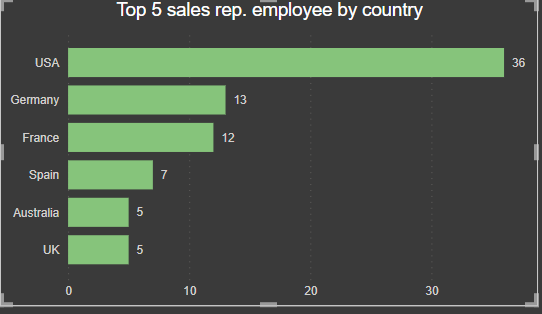 Top 5 sales rep. employee by country
USA 36
Germany 13
France 12
Spain 7
Australia 5
UK 5
0 10 20 30